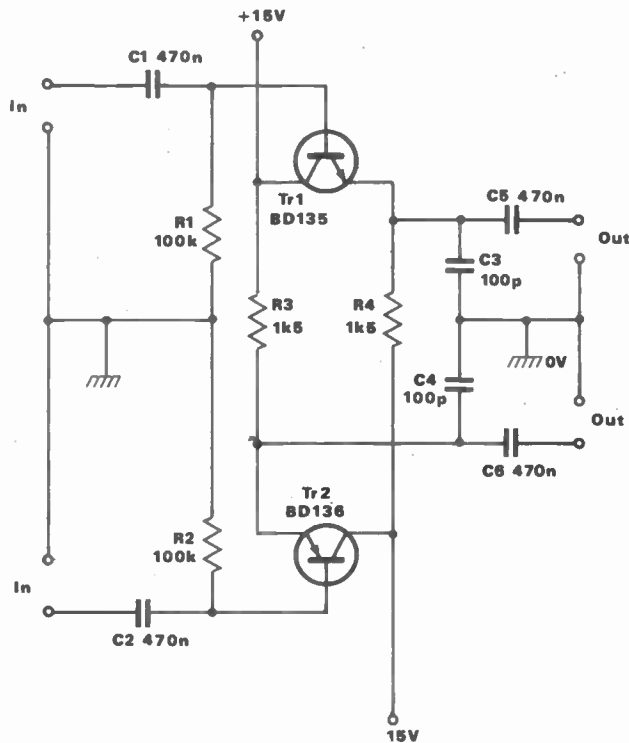 +15V
C1 470n
In
Tr1
BD135
C5 470n
R1
100k
Out
C3
100p
R3
1k5
R4
1k5
0V
C4
100p
Out
C6 470n
Tr2
BD136
R2
100k
In
C2 470n
15V